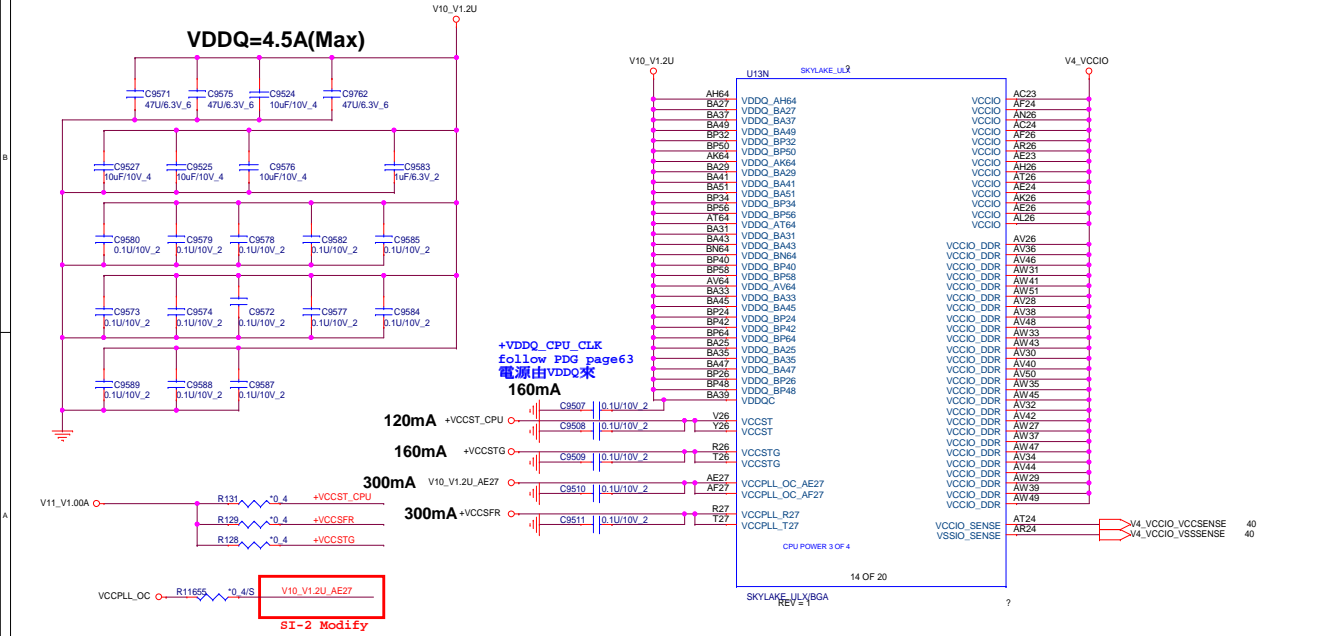 V10_V1.2U
VDDQ=4.5A(Max)
C9571
47U/6.3V_6
C9575
47U/6.3V_6
C9524
10uF/10V_4
C9762
47U/6.3V_6
B
C9527
10uF/10V_4
C9525
10uF/10V_4
C9576
10uF/10V_4
C9583
1uF/6.3V_2
C9580
0.1U/10V_2
C9579
0.1U/10V_2
C9578
0.1U/10V_2
C9582
0.1U/10V_2
C9585
0.1U/10V_2
C9573
0.1U/10V_2
C9574
0.1U/10V_2
C9572
0.1U/10V_2
C9577
0.1U/10V_2
C9584
0.1U/10V_2
C9589
0.1U/10V_2
C9588
0.1U/10V_2
C9587
0.1U/10V_2
A
V11_V1.00A
R131 *0_4 +VCCST_CPU
R129 *0_4 +VCCSFR
R128 *0_4 +VCCSTG
VCCPLL_OC R11655 *0_4/S V10_V1.2U_AE27
SI-2 Modify
+VDDQ_CPU_CLK
follow PDG page63
電源由VDDQ來
160mA
C9507 0.1U/10V_2
120mA +VCCST_CPU
C9508 0.1U/10V_2
160mA +VCCSTG
C9509 0.1U/10V_2
300mA V10_V1.2U_AE27
C9510 0.1U/10V_2
300mA +VCCSFR
C9511 0.1U/10V_2
V10_V1.2U
U13N
SKYLAKE_ULX
?
V4_VCCIO
AH64 VDDQ_AH64
BA27 VDDQ_BA27
BA37 VDDQ_BA37
BA49 VDDQ_BA49
BP32 VDDQ_BP32
BP50 VDDQ_BP50
AK64 VDDQ_AK64
BA29 VDDQ_BA29
BA41 VDDQ_BA41
BA51 VDDQ_BA51
BP34 VDDQ_BP34
BP56 VDDQ_BP56
AT64 VDDQ_AT64
BA31 VDDQ_BA31
BA43 VDDQ_BA43
BN64 VDDQ_BN64
BP40 VDDQ_BP40
BP58 VDDQ_BP58
AV64 VDDQ_AV64
BA33 VDDQ_BA33
BA45 VDDQ_BA45
BP24 VDDQ_BP24
BP42 VDDQ_BP42
BP64 VDDQ_BP64
BA25 VDDQ_BA25
BA35 VDDQ_BA35
BA47 VDDQ_BA47
BP26 VDDQ_BP26
BP48 VDDQ_BP48
BA39 VDDQC
V26 VCCST
Y26 VCCST
R26 VCCSTG
T26 VCCSTG
AE27 VCCPLL_OC_AE27
AF27 VCCPLL_OC_AF27
R27 VCCPLL_R27
T27 VCCPLL_T27
VCCIO AC23
VCCIO AF24
VCCIO AN26
VCCIO AC24
VCCIO AF26
VCCIO AR26
VCCIO AE23
VCCIO AH26
VCCIO AT26
VCCIO AE24
VCCIO AK26
VCCIO AE26
VCCIO AL26
VCCIO_DDR AV26
VCCIO_DDR AV36
VCCIO_DDR AV46
VCCIO_DDR AW31
VCCIO_DDR AW41
VCCIO_DDR AW51
VCCIO_DDR AV28
VCCIO_DDR AV38
VCCIO_DDR AV48
VCCIO_DDR AW33
VCCIO_DDR AW43
VCCIO_DDR AV30
VCCIO_DDR AV40
VCCIO_DDR AV50
VCCIO_DDR AW35
VCCIO_DDR AW45
VCCIO_DDR AV32
VCCIO_DDR AV42
VCCIO_DDR AW27
VCCIO_DDR AW37
VCCIO_DDR AW47
VCCIO_DDR AV34
VCCIO_DDR AV44
VCCIO_DDR AW29
VCCIO_DDR AW39
VCCIO_DDR AW49
VCCIO_SENSE AT24 V4_VCCIO_VCCSENSE 40
VSSIO_SENSE AR24 V4_VCCIO_VSSSENSE 40
CPU POWER 3 OF 4
14 OF 20
SKYLAKE_ULX/BGA
REV = 1
?